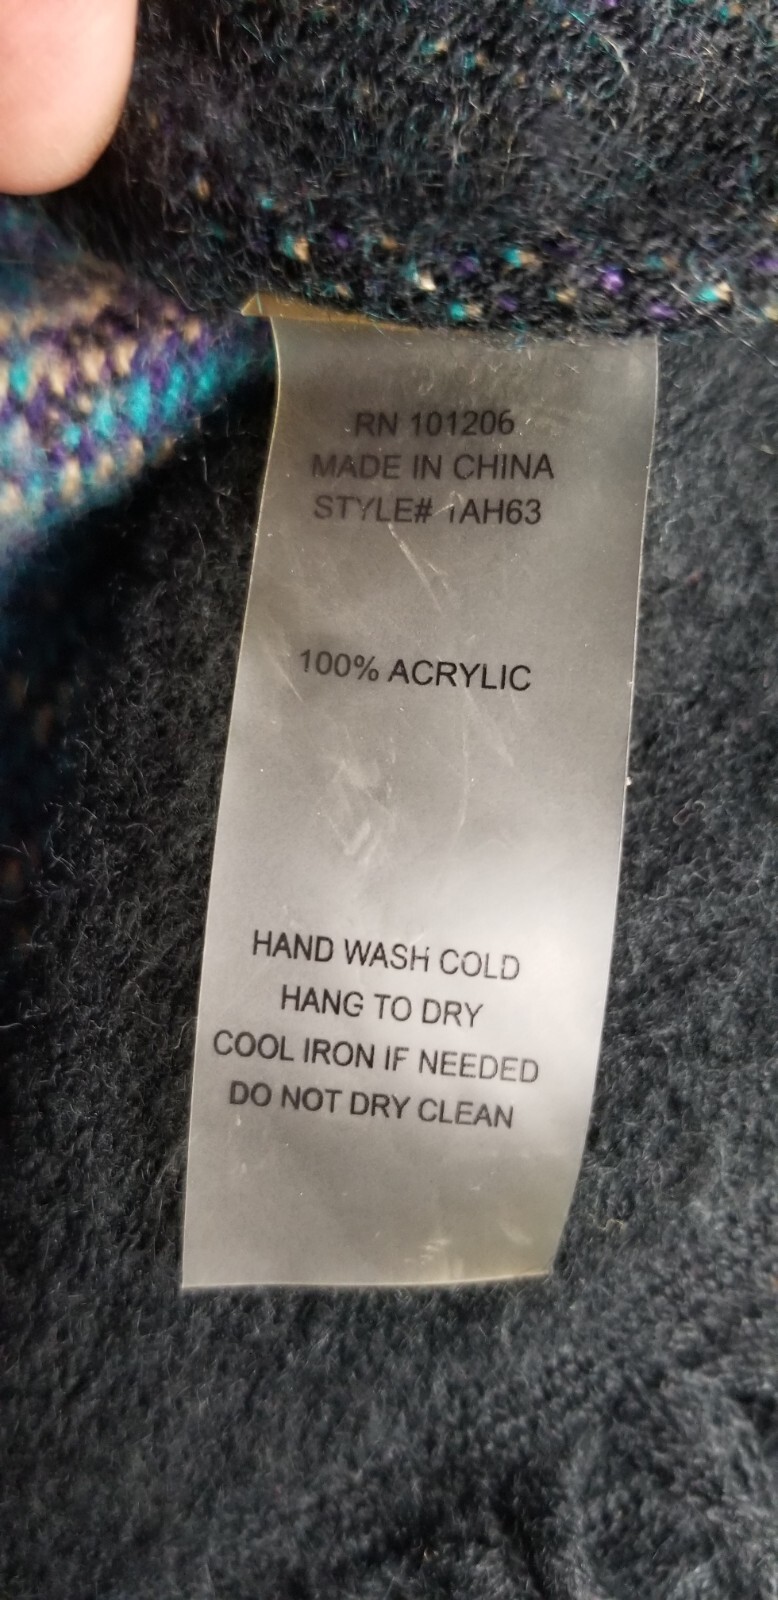 RN 101206
MADE IN CHINA
STYLE# 1AH63
100% ACRYLIC
HAND WASH COLD
HANG TO DRY
COOL IRON IF NEEDED
DO NOT DRY CLEAN